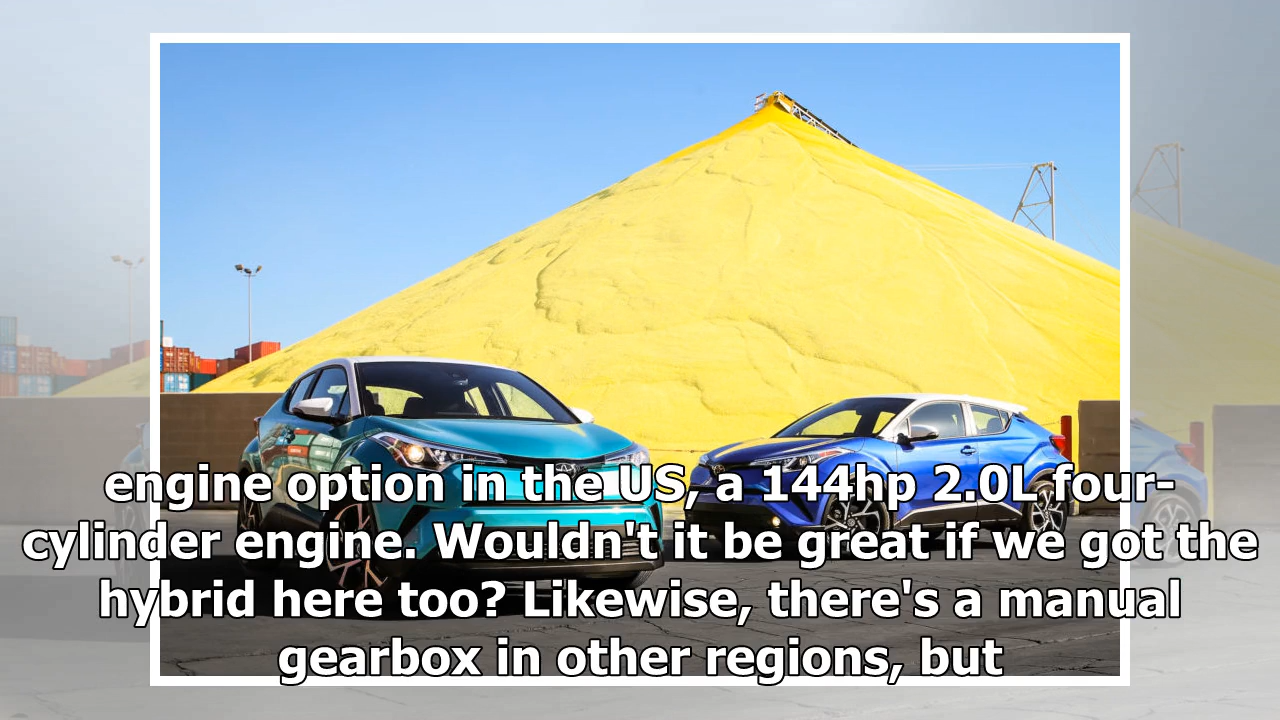 engine option in the US, a 144hp 2.0L four-
cylinder engine. Wouldn't it be great if we got the
hybrid here too? Likewise, there's a manual
gearbox in other regions, but